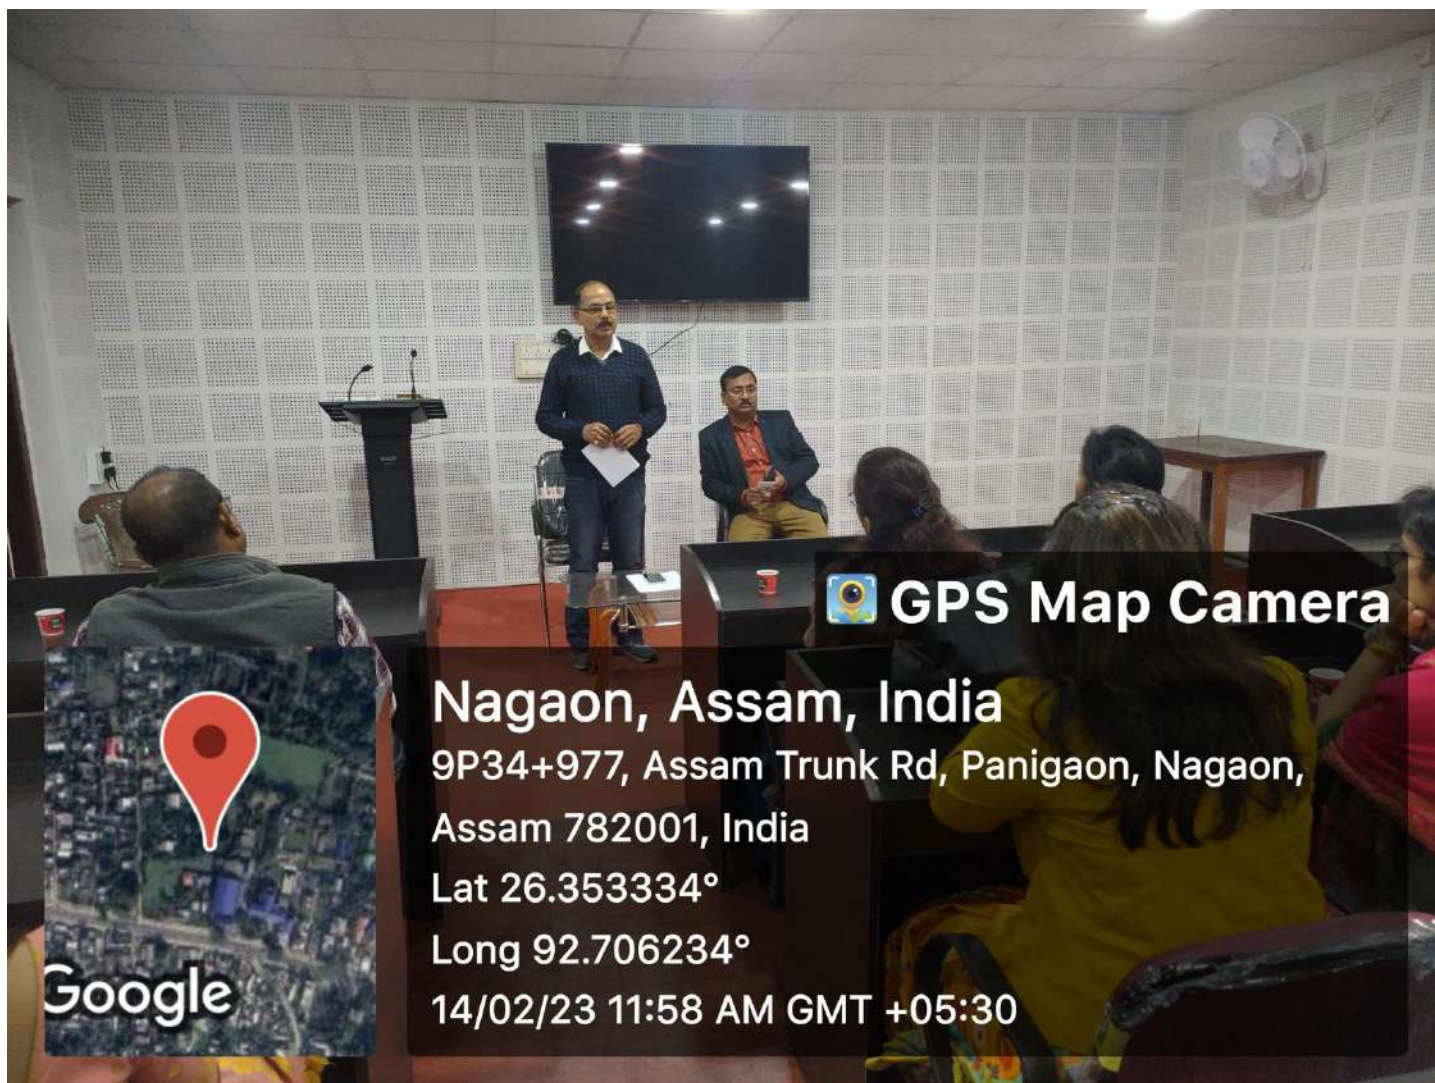 GPS Map Camera
Nagaon, Assam, India
9P34+977, Assam Trunk Rd, Panigaon, Nagaon,
Assam 782001, India
Lat 26.353334°
Long 92.706234°
14/02/23 11:58 AM GMT +05:30
Google